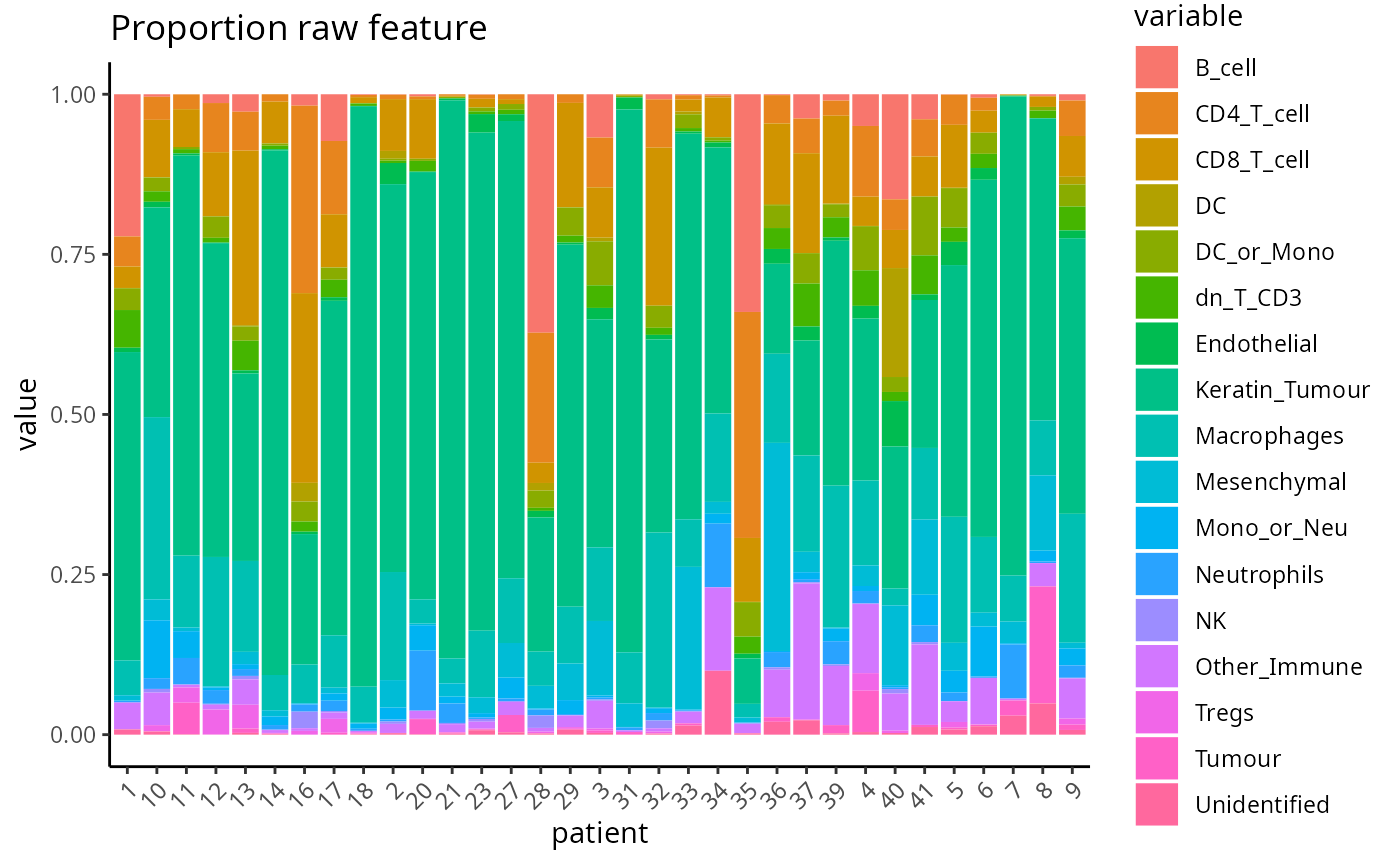 Proportion raw feature
value
1.00
0.75
0.50
0.25
0.00
1 10 11 12 13 14 16 17 18 2 20 21 23 27 28 29 3 31 32 33 34 35 36 37 39 4 40 41 5 6 7 8 9
patient
variable
B_cell
CD4_T_cell
CD8_T_cell
DC
DC_or_Mono
dn_T_CD3
Endothelial
Keratin_Tumour
Macrophages
Mesenchymal
Mono_or_Neu
Neutrophils
NK
Other_Immune
Tregs
Tumour
Unidentified